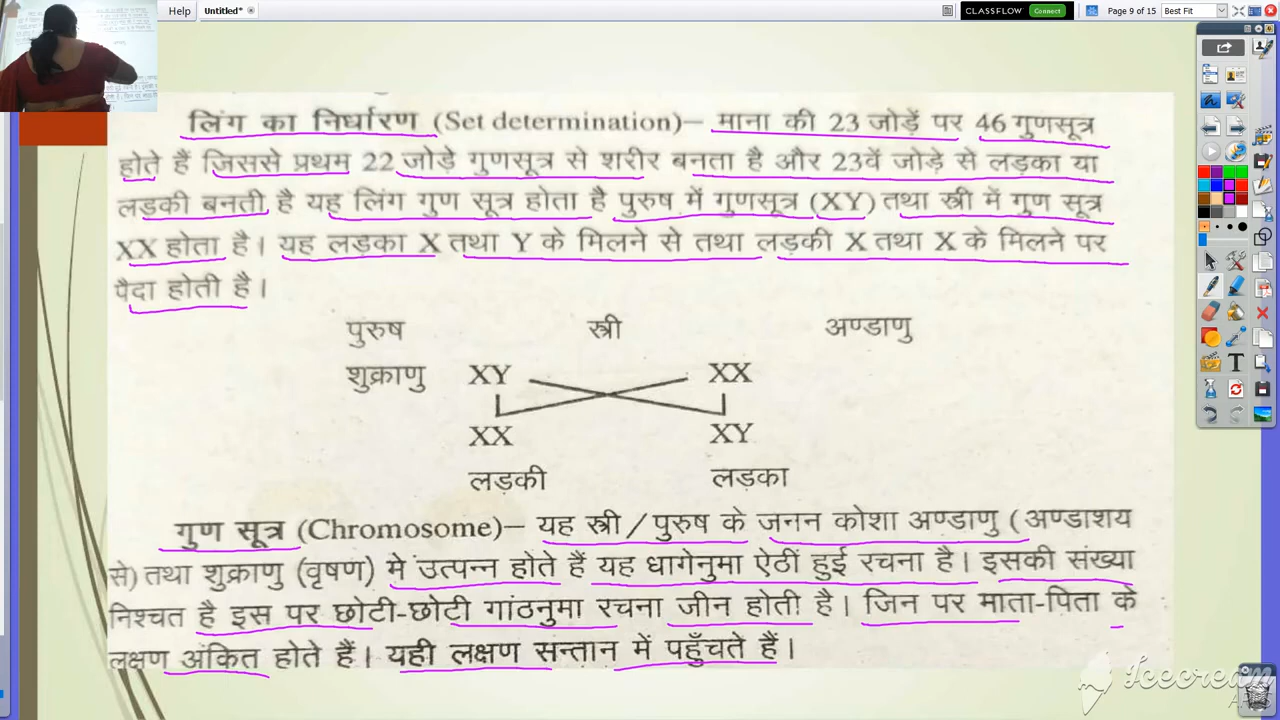 Help
Untitled*
CLASSFLOW Connect
Page 9 of 15
Best Fit
लिंग का निर्धारण (Set determination)– माना की 23 जोड़ें पर 46 गुणसूत्र
होते हैं जिससे प्रथम 22 जोड़े गुणसूत्र से शरीर बनता है और 23वें जोड़े से लड़का या
लड़की बनती है यह लिंग गुण सूत्र होता है पुरुष में गुणसूत्र (XY) तथा स्त्री में गुण सूत्र
XX होता है। यह लड़का X तथा Y के मिलने से तथा लड़की X तथा X के मिलने पर
पैदा होती है।
पुरुष स्त्री अण्डाणु
शुक्राणु XY XX
XX XY
लड़की लड़का
गुण सूत्र (Chromosome)– यह स्त्री/पुरुष के जनन कोशा अण्डाणु (अण्डाशय
से) तथा शुक्राणु (वृषण) मे उत्पन्न होते हैं यह धागेनुमा ऐठीं हुई रचना है। इसकी संख्या
निश्चत है इस पर छोटी-छोटी गांठनुमा रचना जीन होती है। जिन पर माता-पिता के
लक्षण अंकित होते हैं। यही लक्षण सन्तान में पहुँचते हैं।
Icecream
APPS